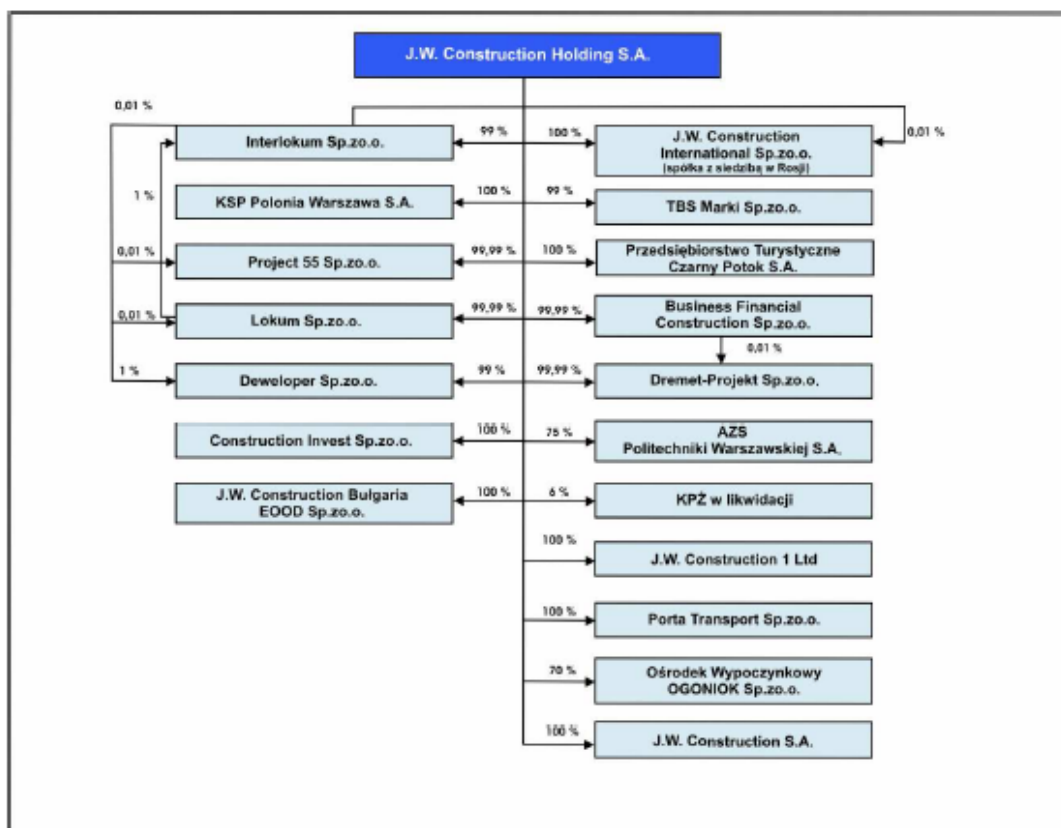 J.W. Construction Holding S.A.
0,01 %
Interlokum Sp.zo.o.
99 %
100 %
J.W. Construction
International Sp.zo.o.
(spółka z siedzibą w Rosji)
0,01 %
1 %
KSP Polonia Warszawa S.A.
100 %
99 %
TBS Marki Sp.zo.o.
0,01 %
Project 55 Sp.zo.o.
99,99 %
100 %
Przedsiębiorstwo Turystyczne
Czarny Potok S.A.
0,01 %
Lokum Sp.zo.o.
99,99 %
99,99 %
Business Financial
Construction Sp.zo.o.
0,01 %
1 %
Deweloper Sp.zo.o.
99 %
99,99 %
Dremet-Projekt Sp.zo.o.
Construction Invest Sp.zo.o.
100 %
75 %
AZS
Politechniki Warszawskiej S.A.
J.W. Construction Bulgaria
EOOD Sp.zo.o.
100 %
6 %
KPŻ w likwidacji
100 %
J.W. Construction 1 Ltd
100 %
Porta Transport Sp.zo.o.
70 %
Ośrodek Wypoczynkowy
OGONIOK Sp.zo.o.
100 %
J.W. Construction S.A.